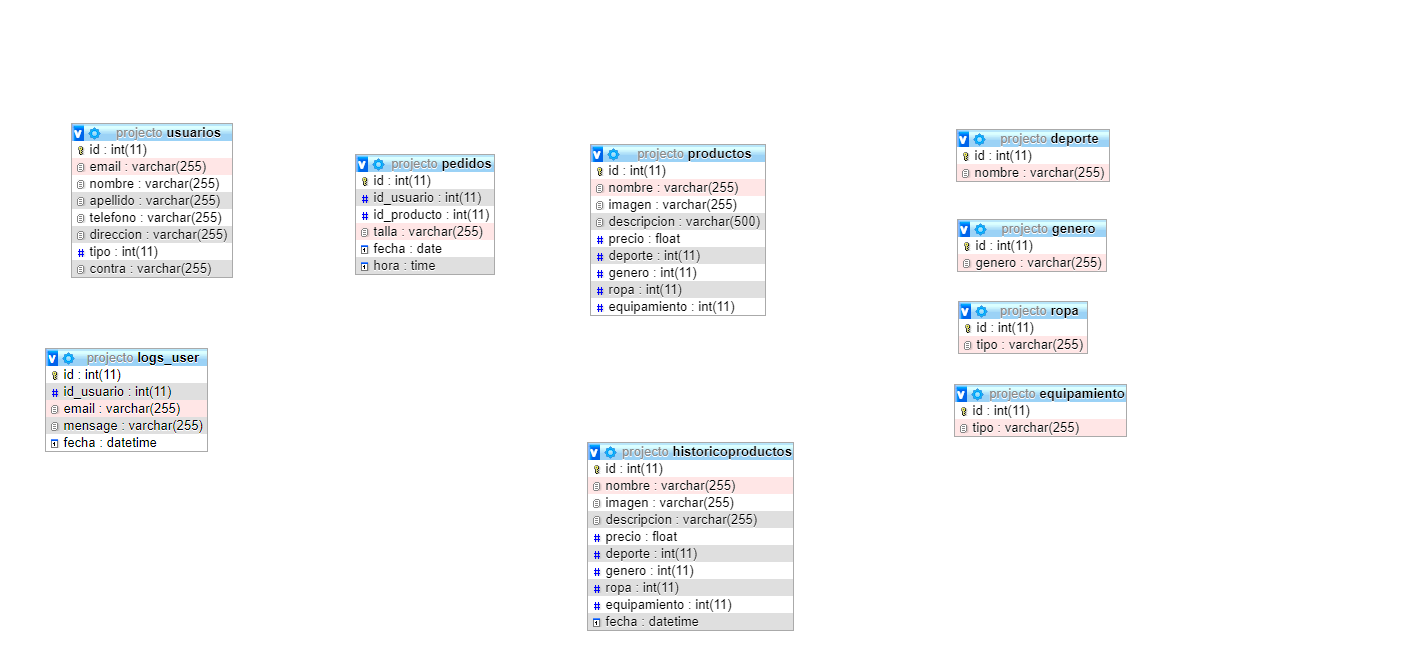 projecto usuarios
id : int(11)
email : varchar(255)
nombre : varchar(255)
apellido : varchar(255)
telefono : varchar(255)
direccion : varchar(255)
tipo : int(11)
contra : varchar(255)
projecto pedidos
id : int(11)
id_usuario : int(11)
id_producto : int(11)
talla : varchar(255)
fecha : date
hora : time
projecto productos
id : int(11)
nombre : varchar(255)
imagen : varchar(255)
descripcion : varchar(500)
precio : float
deporte : int(11)
genero : int(11)
ropa : int(11)
equipamiento : int(11)
projecto deporte
id : int(11)
nombre : varchar(255)
projecto genero
id : int(11)
genero : varchar(255)
projecto ropa
id : int(11)
tipo : varchar(255)
projecto equipamiento
id : int(11)
tipo : varchar(255)
projecto logs_user
id : int(11)
id_usuario : int(11)
email : varchar(255)
mensage : varchar(255)
fecha : datetime
projecto historicoproductos
id : int(11)
nombre : varchar(255)
imagen : varchar(255)
descripcion : varchar(255)
precio : float
deporte : int(11)
genero : int(11)
ropa : int(11)
equipamiento : int(11)
fecha : datetime